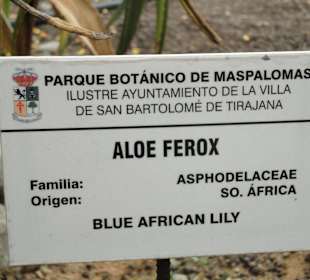 PARQUE BOTÁNICO DE MASPALOMAS
ILUSTRE AYUNTAMIENTO DE LA VILLA
DE SAN BARTOLOMÉ DE TIRAJANA
ALOE FEROX
Familia: ASPHODELACEAE
Origen: SO. ÁFRICA
BLUE AFRICAN LILY